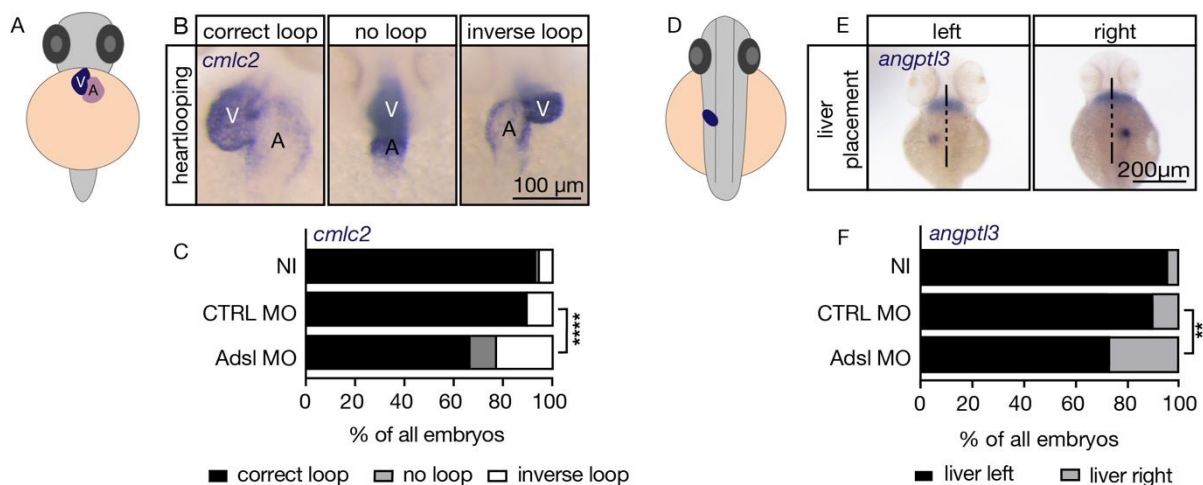 A
V
A
B
correct loop
no loop
inverse loop
heartlooping
cmlc2
V
A
V
A
V
A
100 µm
C
cmlc2
NI
CTRL MO
Adsl MO
****
0 20 40 60 80 100
% of all embryos
correct loop no loop inverse loop
D
E
left
right
liver
placement
angptl3
200µm
F
angptl3
NI
CTRL MO
Adsl MO
**
0 20 40 60 80 100
% of all embryos
liver left liver right